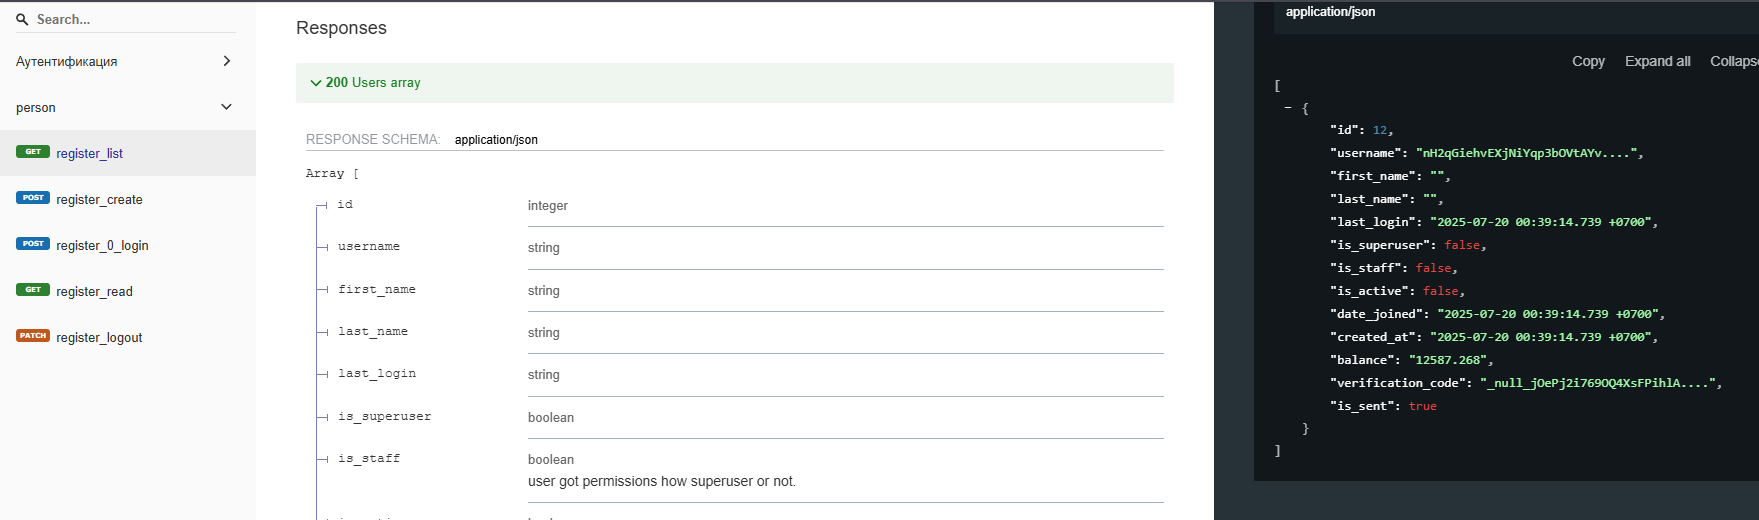 Search...
Аутентификация
person
GET register_list
POST register_create
POST register_0_login
GET register_read
PATCH register_logout
Responses
200 Users array
RESPONSE SCHEMA: application/json
Array [
id integer
username string
first_name string
last_name string
last_login string
is_superuser boolean
is_staff boolean
user got permissions how superuser or not.
application/json
Copy Expand all
[
− {
"id": 12,
"username": "nH2qGiehvEXjNiYqp3bOVtAYv....",
"first_name": "",
"last_name": "",
"last_login": "2025-07-20 00:39:14.739 +0700",
"is_superuser": false,
"is_staff": false,
"is_active": false,
"date_joined": "2025-07-20 00:39:14.739 +0700",
"created_at": "2025-07-20 00:39:14.739 +0700",
"balance": "12587.268",
"verification_code": "_null_jOePj2i769OQ4XsFPihlA....",
"is_sent": true
}
]